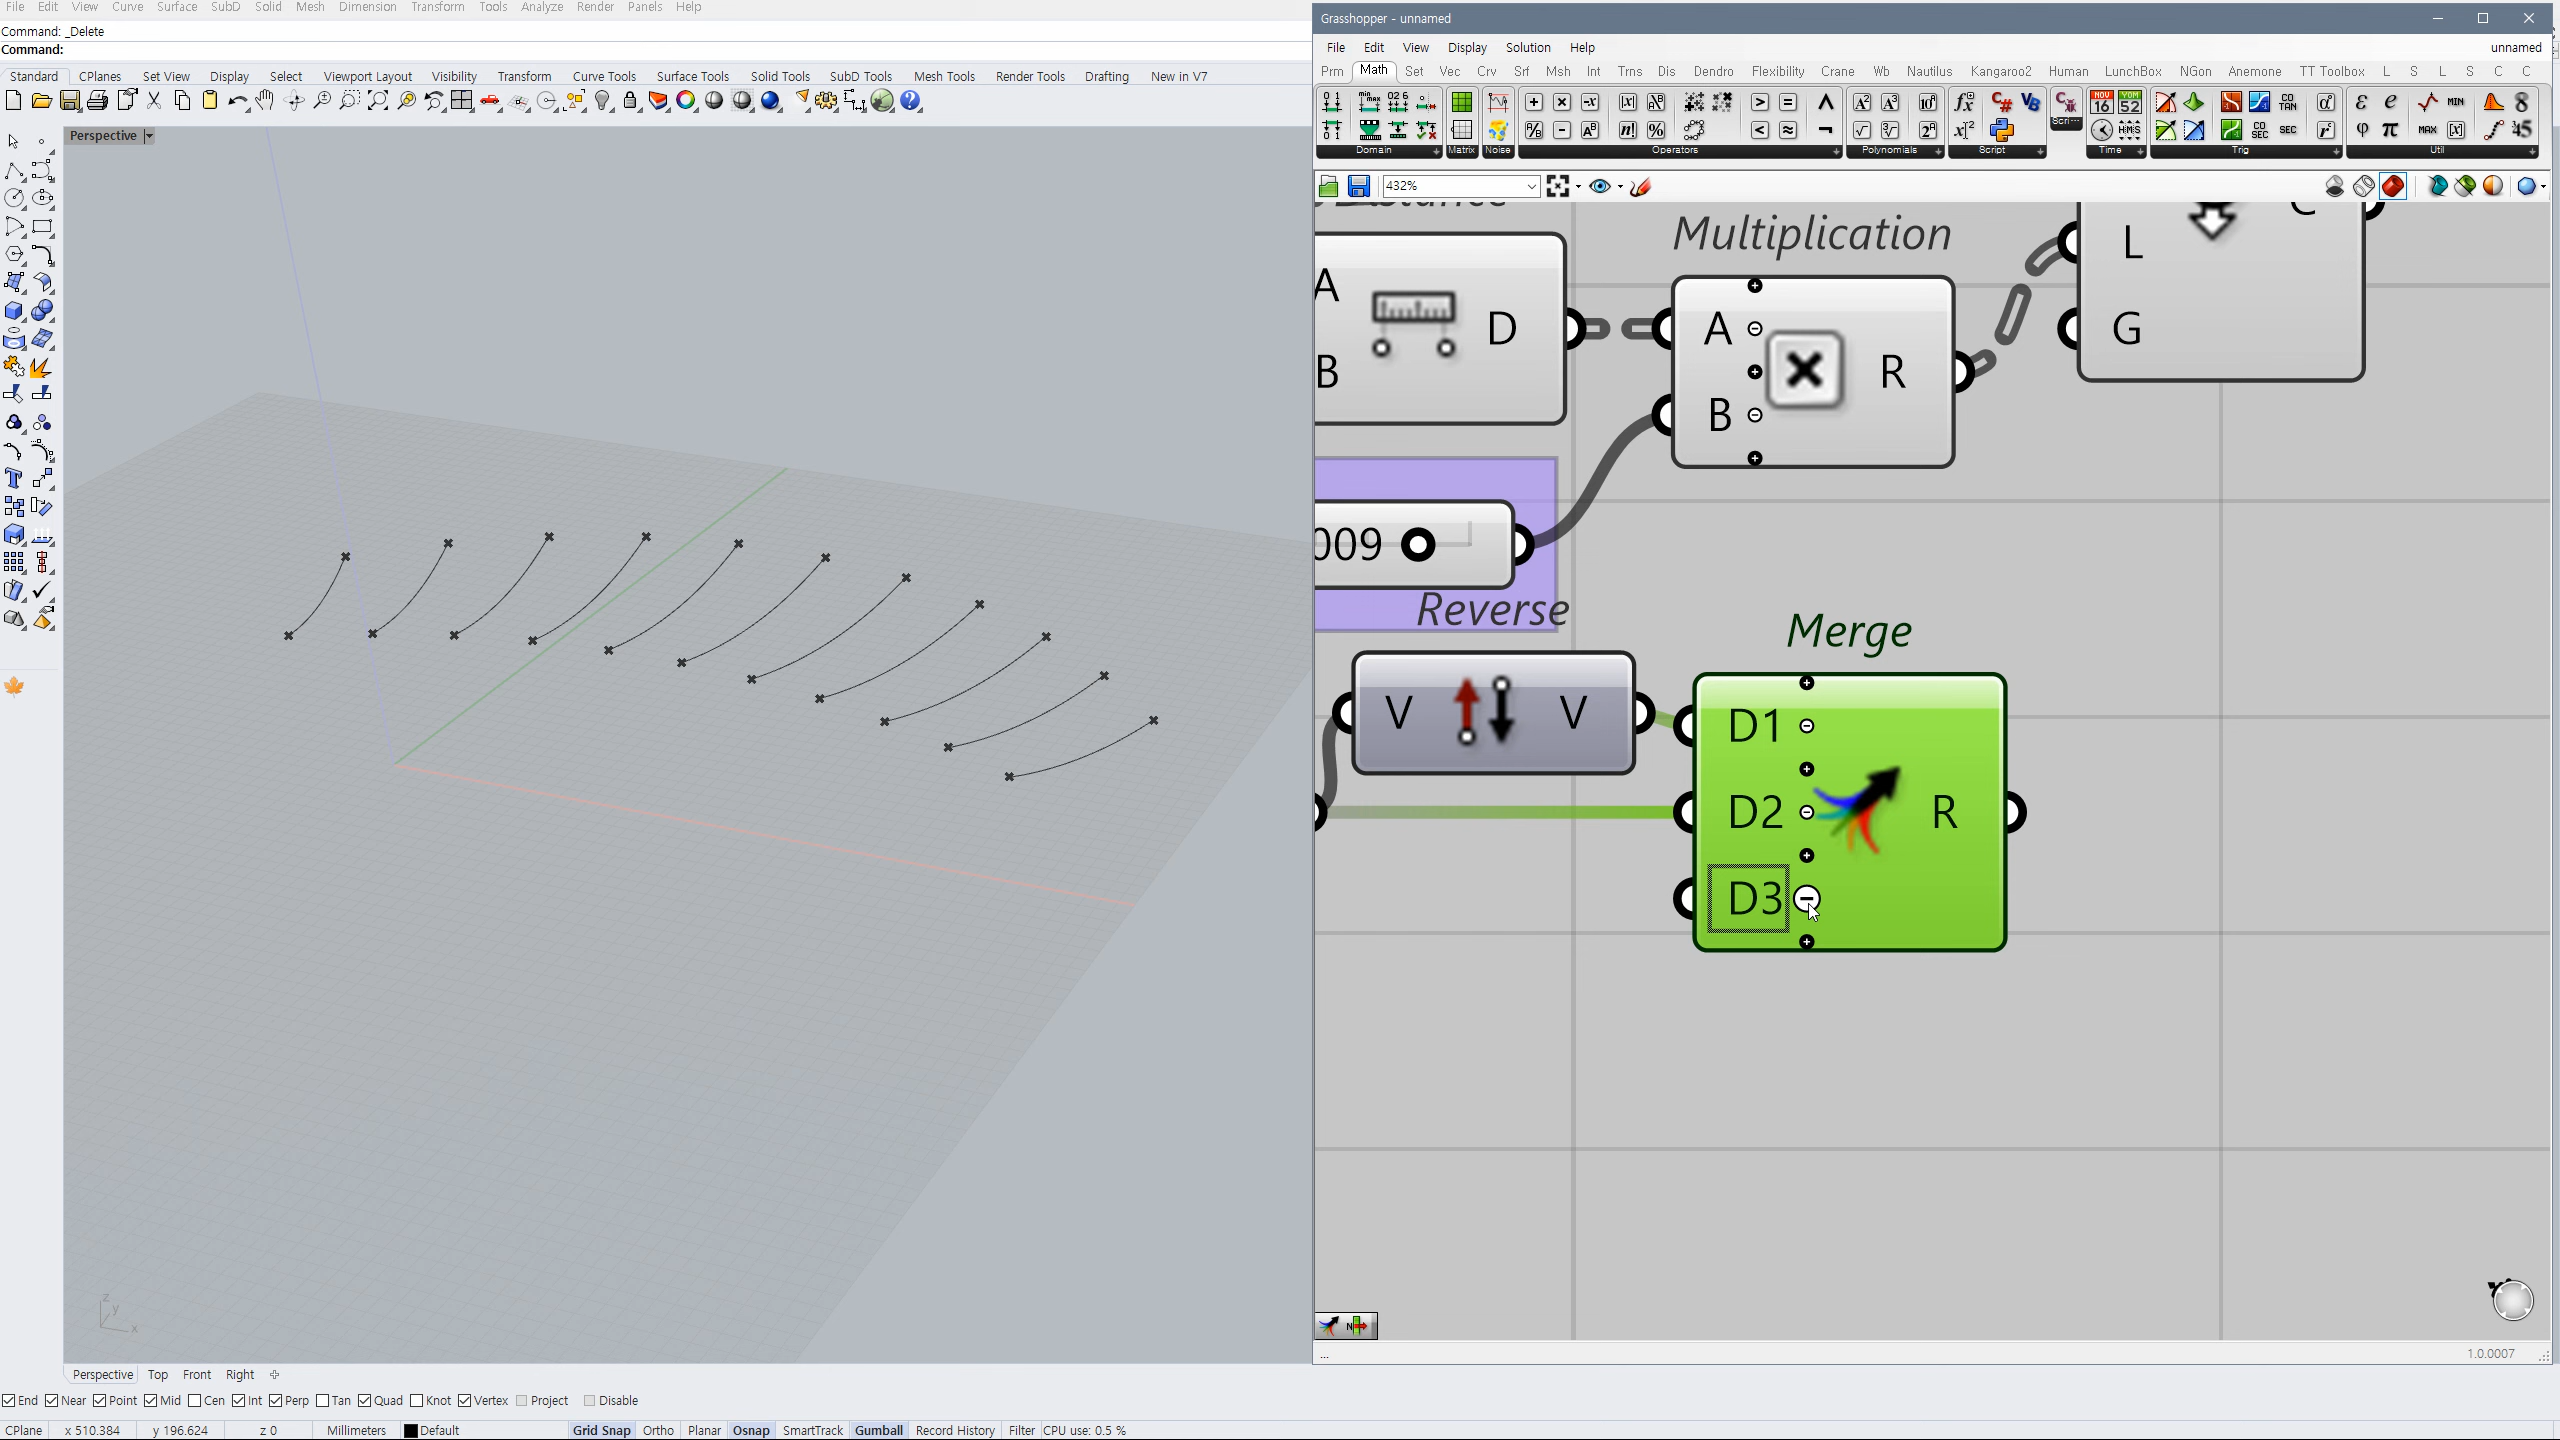 File Edit View Curve Surface SubD Solid Mesh Dimension Transform Tools Analyze Render Panels Help
Command: _Delete
Command:
Standard CPlanes Set View Display Select Viewport Layout Visibility Transform Curve Tools Surface Tools Solid Tools SubD Tools Mesh Tools Render Tools Drafting New in V7
Perspective
z
y
x
Perspective Top Front Right
End Near Point Mid Cen Int Perp Tan Quad Knot Vertex Project Disable
CPlane x 510.384 y 196.624 z 0 Millimeters Default Grid Snap Ortho Planar Osnap SmartTrack Gumball Record History Filter CPU use: 0.5 %
Grasshopper - unnamed
File Edit View Display Solution Help unnamed
Prm Math Set Vec Crv Srf Msh Int Trns Dis Dendro Flexibility Crane Wb Nautilus Kangaroo2 Human LunchBox NGon Anemone TT Toolbox L S L S C C
Domain Matrix Noise Operators Polynomials Script Time Trig Util
432%
Multiplication
A B D
A B R
L G
009
Reverse
V V
Merge
D1
D2 R
D3
...
1.0.0007